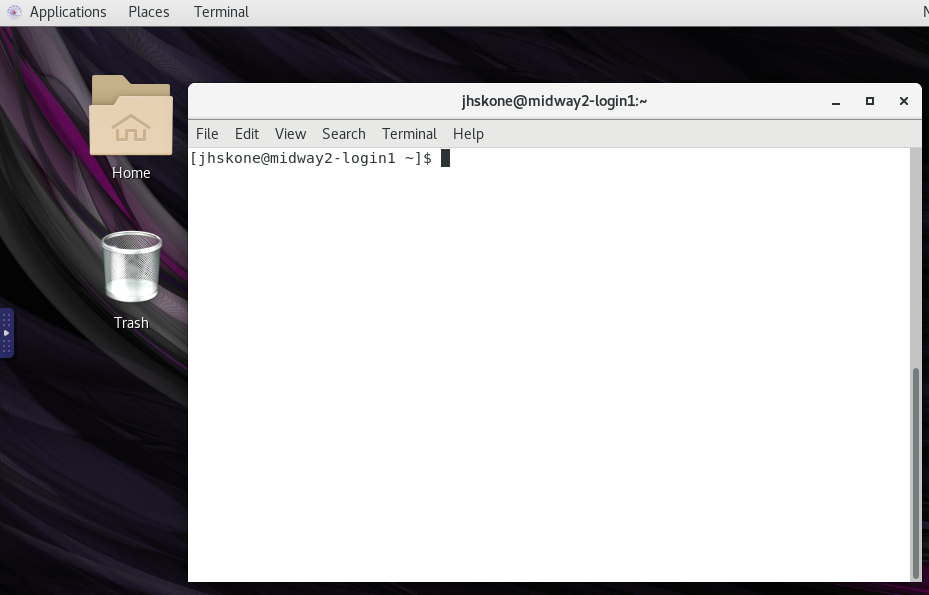 Applications Places Terminal
jhskone@midway2-login1:~
File Edit View Search Terminal Help
[jhskone@midway2-login1 ~]$
Home
Trash